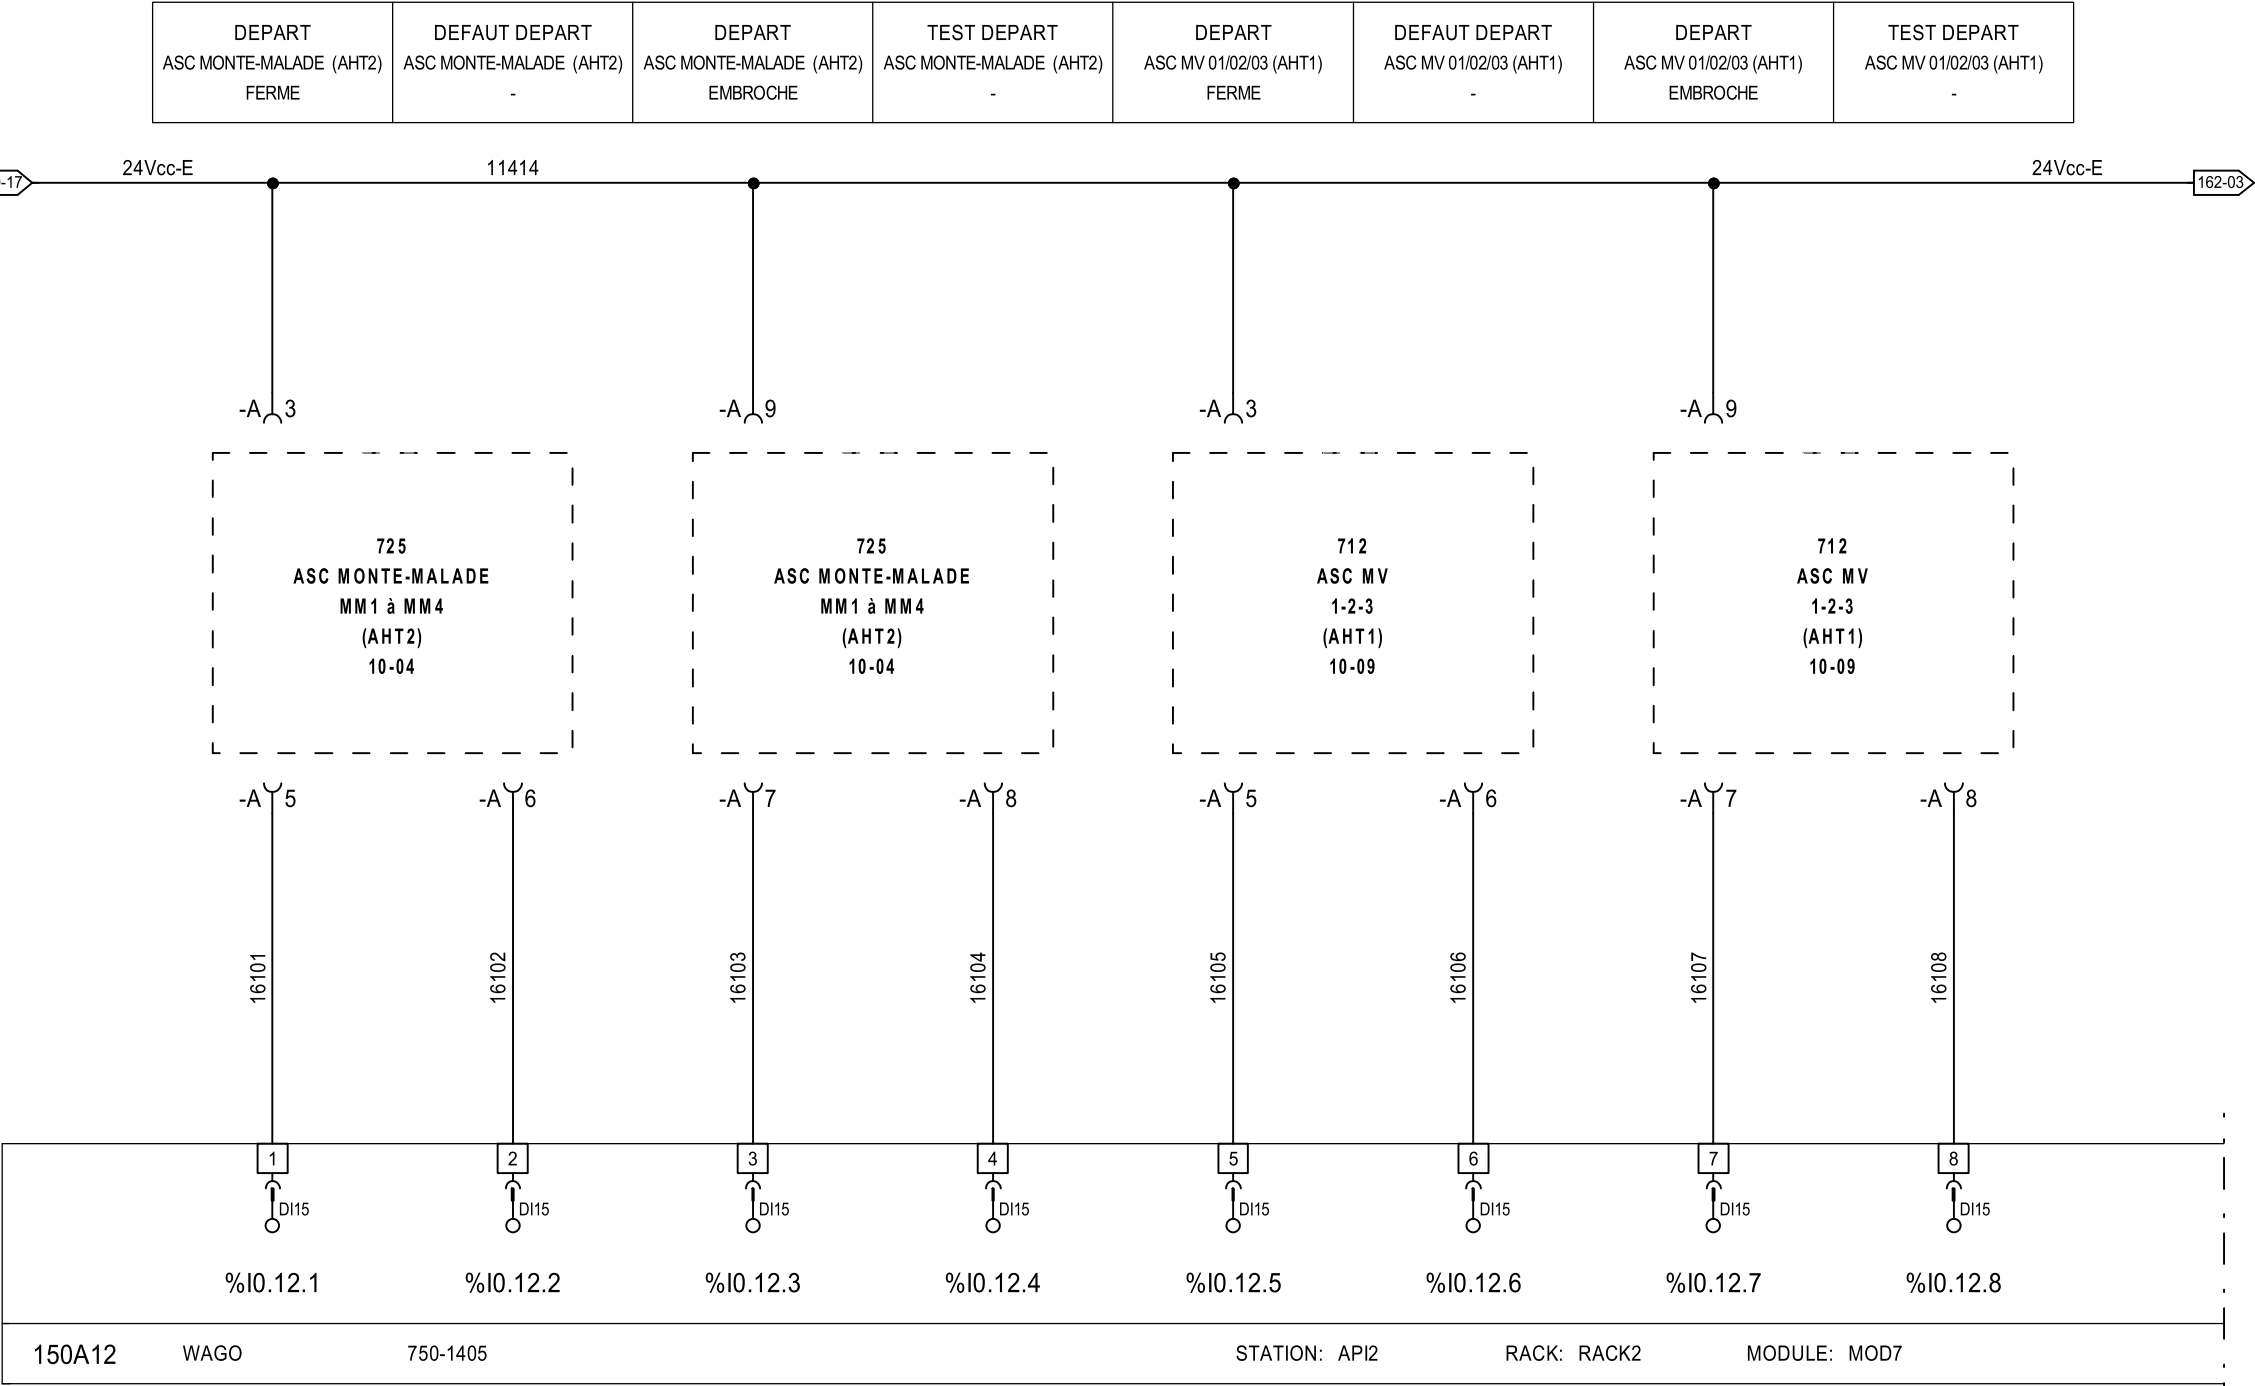 DEPART
ASC MONTE-MALADE (AHT2)
FERME
DEFAUT DEPART
ASC MONTE-MALADE (AHT2)
-
DEPART
ASC MONTE-MALADE (AHT2)
EMBROCHE
TEST DEPART
ASC MONTE-MALADE (AHT2)
-
DEPART
ASC MV 01/02/03 (AHT1)
FERME
DEFAUT DEPART
ASC MV 01/02/03 (AHT1)
-
DEPART
ASC MV 01/02/03 (AHT1)
EMBROCHE
TEST DEPART
ASC MV 01/02/03 (AHT1)
-
-17
24Vcc-E
11414
24Vcc-E
162-03
-A 3
-A 9
-A 3
-A 9
725
ASC MONTE-MALADE
MM1 à MM4
(AHT2)
10-04
725
ASC MONTE-MALADE
MM1 à MM4
(AHT2)
10-04
712
ASC MV
1-2-3
(AHT1)
10-09
712
ASC MV
1-2-3
(AHT1)
10-09
-A 5
-A 6
-A 7
-A 8
-A 5
-A 6
-A 7
-A 8
16101
16102
16103
16104
16105
16106
16107
16108
1
2
3
4
5
6
7
8
DI15
DI15
DI15
DI15
DI15
DI15
DI15
DI15
%I0.12.1
%I0.12.2
%I0.12.3
%I0.12.4
%I0.12.5
%I0.12.6
%I0.12.7
%I0.12.8
150A12 WAGO 750-1405 STATION: API2 RACK: RACK2 MODULE: MOD7